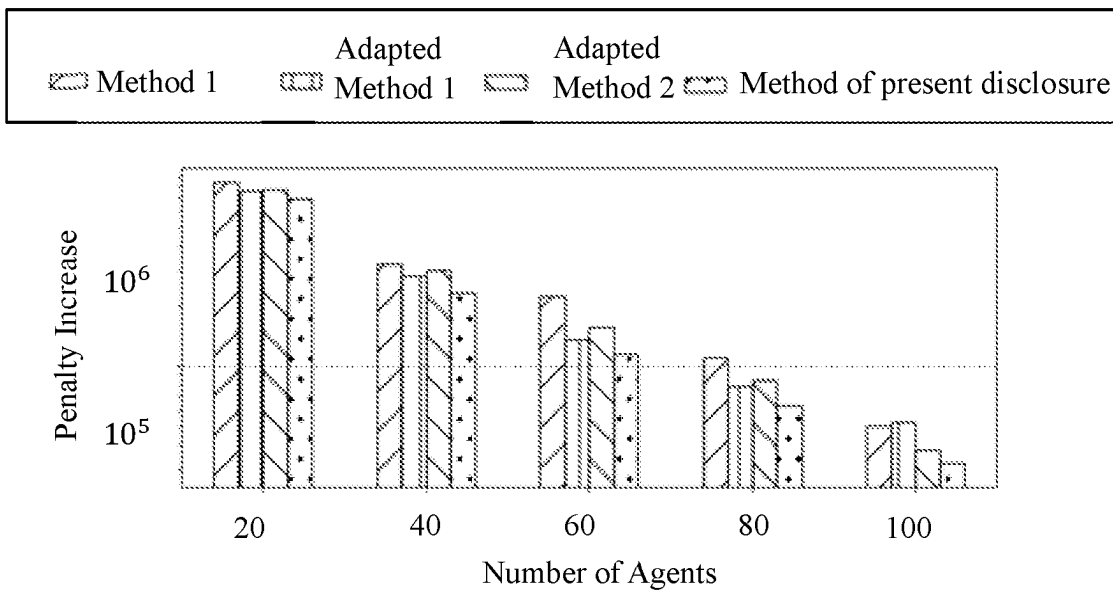 Method 1
Adapted
Method 1
Adapted
Method 2
Method of present disclosure
Penalty Increase
10⁶
10⁵
20 40 60 80 100
Number of Agents